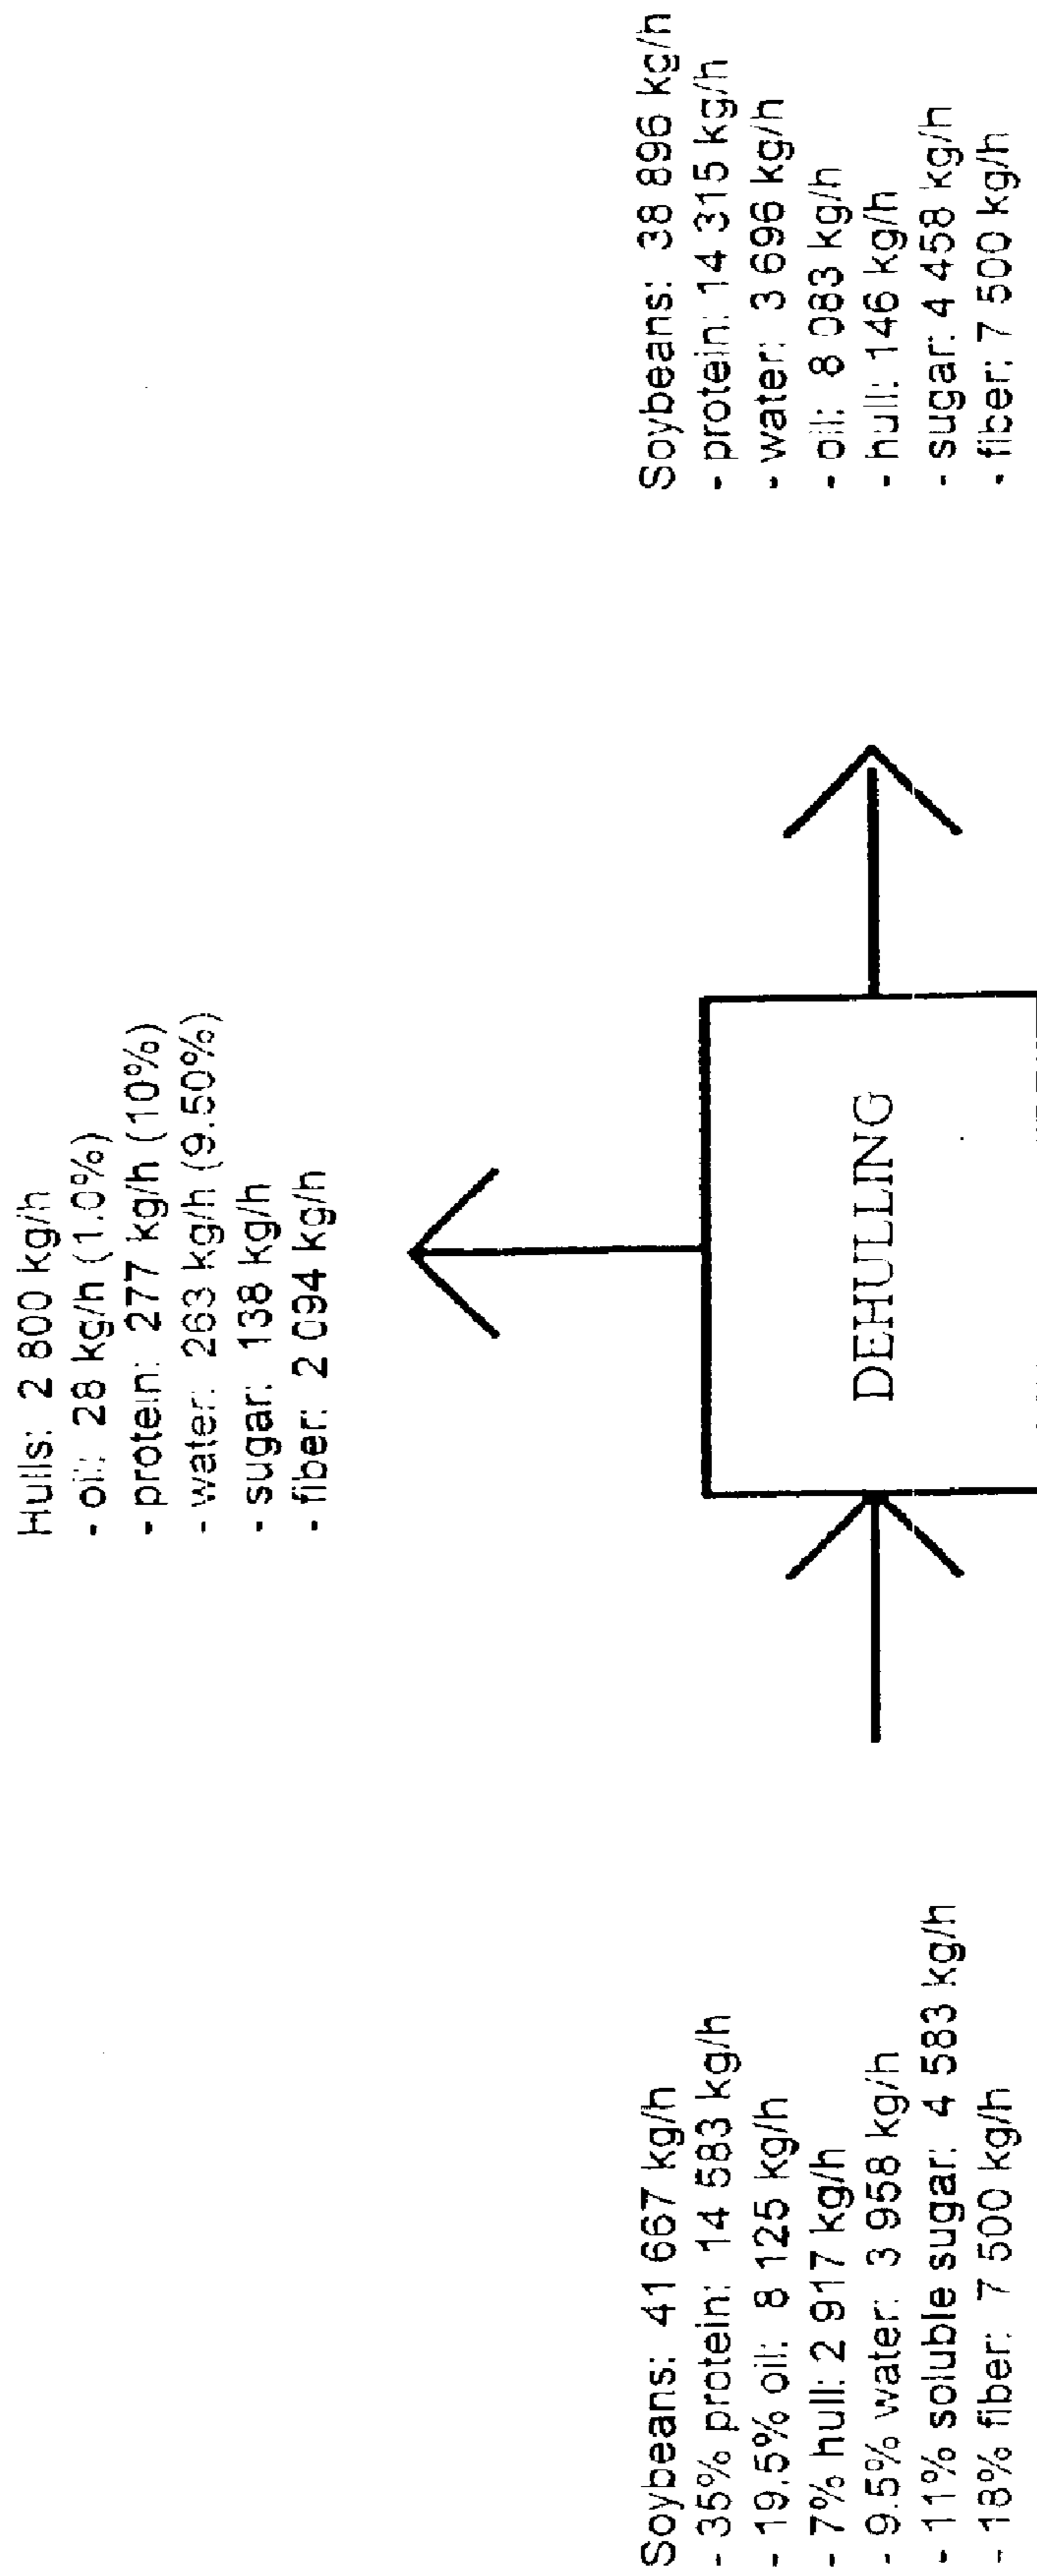 Hulls: 2 800 kg/h
- oil: 28 kg/h (1.0%)
- protein: 277 kg/h (10%)
- water: 263 kg/h (9.50%)
- sugar: 138 kg/h
- fiber: 2 094 kg/h
Soybeans: 41 667 kg/h
- 35% protein: 14 583 kg/h
- 19.5% oil: 8 125 kg/h
- 7% hull: 2 917 kg/h
- 9.5% water: 3 958 kg/h
- 11% soluble sugar: 4 583 kg/h
- 18% fiber: 7 500 kg/h
DEHULLING
Soybeans: 38 896 kg/h
- protein: 14 315 kg/h
- water: 3 696 kg/h
- oil: 8 083 kg/h
- hull: 146 kg/h
- sugar: 4 458 kg/h
- fiber: 7 500 kg/h